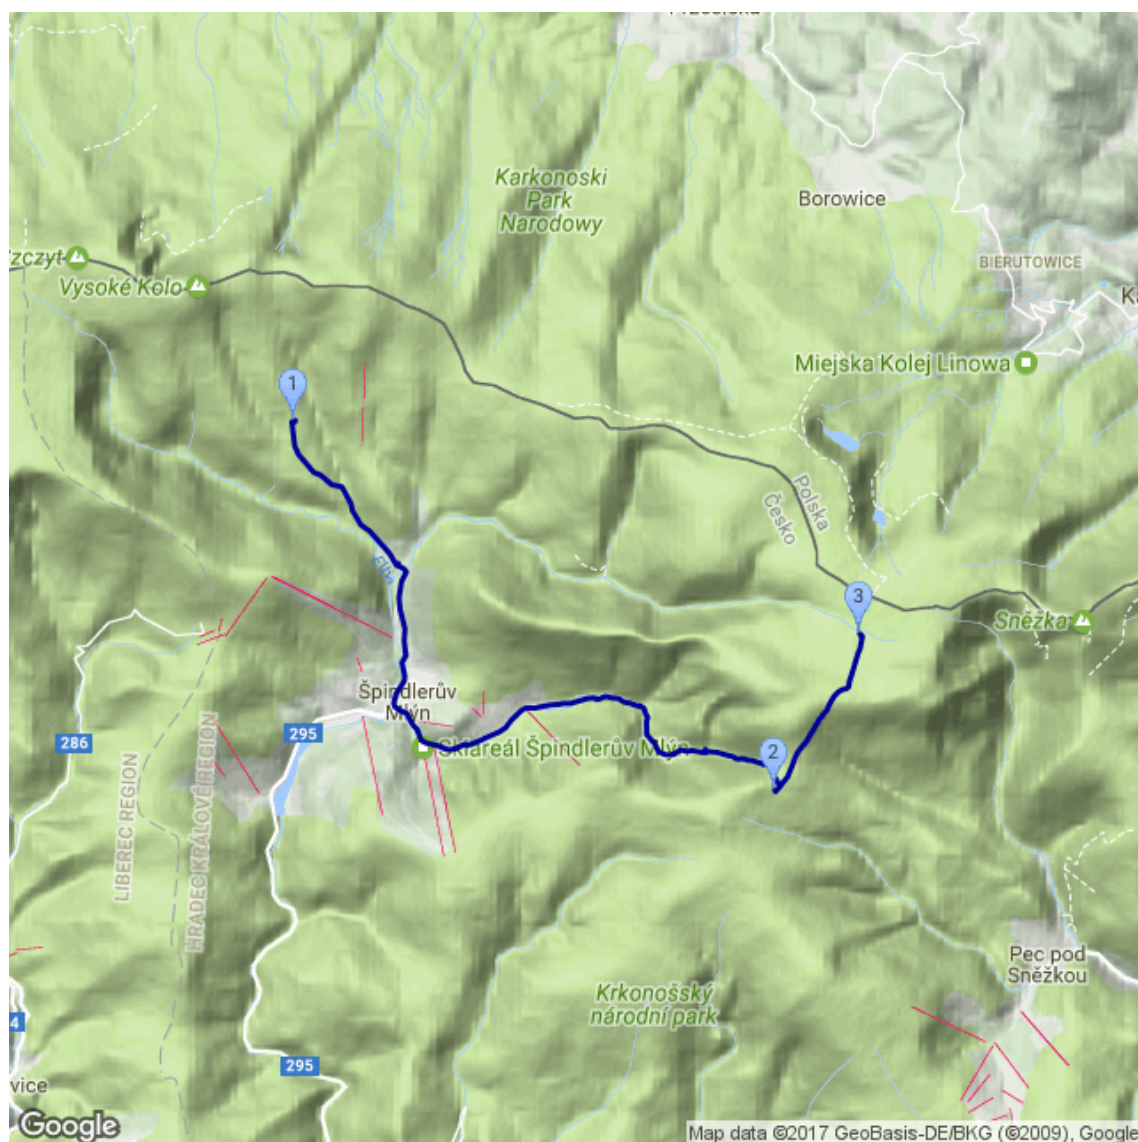 Karkonoski
Park
Narodowy
Borowice
BIERUTOWICE
Vysoké Kolo
Miejska Kolej Linowa
1
Polska
Česko
Elba
3
Sněžka
Špindlerův
Mlýn
295
286
Skiareál Špindlerův Mlýn
2
LIBEREC REGION
HRADEC KRÁLOVÉ REGION
Pec pod
Sněžkou
Krkonošský
národní park
4
295
vice
Google
Map data ©2017 GeoBasis-DE/BKG (©2009), Google